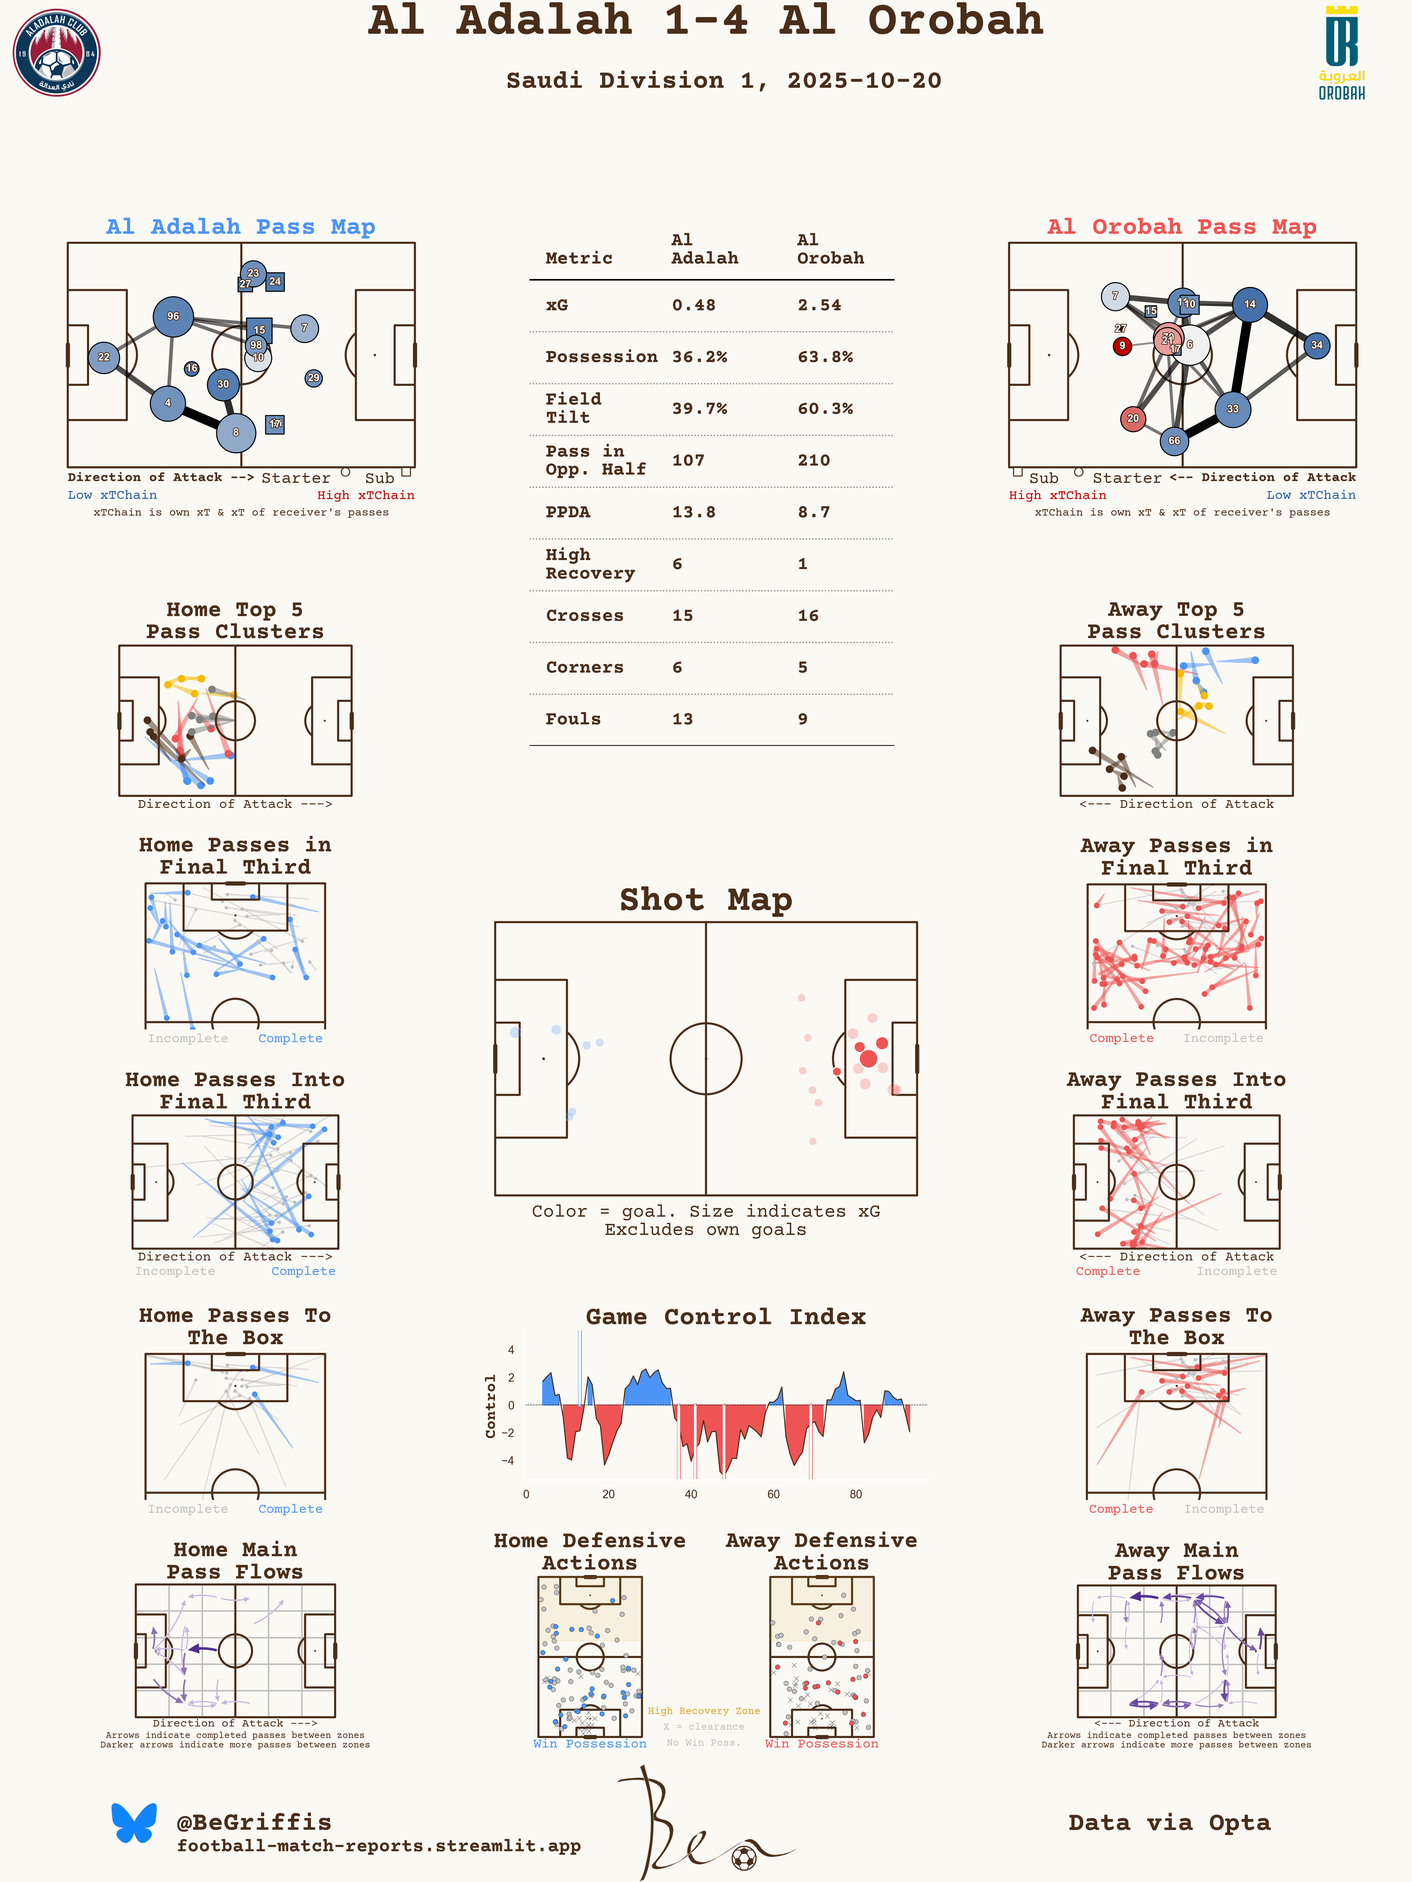 Al Adalah 1-4 Al Orobah
Saudi Division 1, 2025-10-20
ALADALAH CLUB
19 84
نادي العدالة
العروبة
OROBAH
Al Adalah Pass Map
23
27
24
96
15
7
98
10
22
16
29
30
4
8
Direction of Attack --> Starter Sub
Low xTChain High xTChain
xTChain is own xT & xT of receiver's passes
Metric Al Adalah Al Orobah
xG 0.48 2.54
Possession 36.2% 63.8%
Field Tilt 39.7% 60.3%
Pass in Opp. Half 107 210
PPDA 13.8 8.7
High Recovery 6 1
Crosses 15 16
Corners 6 5
Fouls 13 9
Al Orobah Pass Map
7
10
14
15
27
9
21
6
17
34
20
33
66
Sub Starter <-- Direction of Attack
High xTChain Low xTChain
xTChain is own xT & xT of receiver's passes
Home Top 5
Pass Clusters
Direction of Attack --->
Away Top 5
Pass Clusters
<--- Direction of Attack
Home Passes in
Final Third
Incomplete Complete
Away Passes in
Final Third
Complete Incomplete
Shot Map
Color = goal. Size indicates xG
Excludes own goals
Home Passes Into
Final Third
Direction of Attack --->
Incomplete Complete
Away Passes Into
Final Third
<--- Direction of Attack
Complete Incomplete
Home Passes To
The Box
Incomplete Complete
Game Control Index
Control
4
2
0
−2
−4
0 20 40 60 80
Away Passes To
The Box
Complete Incomplete
Home Main
Pass Flows
Direction of Attack --->
Arrows indicate completed passes between zones
Darker arrows indicate more passes between zones
Home Defensive
Actions
Win Possession
High Recovery Zone
X = clearance
No Win Poss.
Away Defensive
Actions
Win Possession
Away Main
Pass Flows
<--- Direction of Attack
Arrows indicate completed passes between zones
Darker arrows indicate more passes between zones
@BeGriffis
football-match-reports.streamlit.app
Ben
Data via Opta